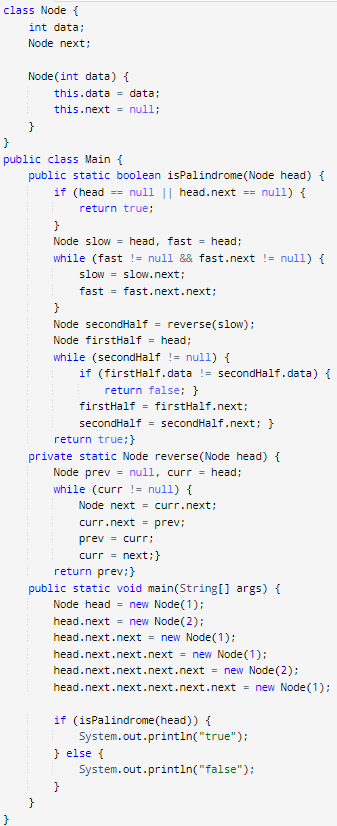 class Node {
    int data;
    Node next;

    Node(int data) {
        this.data = data;
        this.next = null;
    }
}
public class Main {
    public static boolean isPalindrome(Node head) {
        if (head == null || head.next == null) {
            return true;
        }
        Node slow = head, fast = head;
        while (fast != null && fast.next != null) {
            slow = slow.next;
            fast = fast.next.next;
        }
        Node secondHalf = reverse(slow);
        Node firstHalf = head;
        while (secondHalf != null) {
            if (firstHalf.data != secondHalf.data) {
                return false; }
            firstHalf = firstHalf.next;
            secondHalf = secondHalf.next; }
        return true;}
    private static Node reverse(Node head) {
        Node prev = null, curr = head;
        while (curr != null) {
            Node next = curr.next;
            curr.next = prev;
            prev = curr;
            curr = next;}
        return prev;}
    public static void main(String[] args) {
        Node head = new Node(1);
        head.next = new Node(2);
        head.next.next = new Node(1);
        head.next.next.next = new Node(1);
        head.next.next.next.next = new Node(2);
        head.next.next.next.next.next = new Node(1);

        if (isPalindrome(head)) {
            System.out.println("true");
        } else {
            System.out.println("false");
        }
    }
}